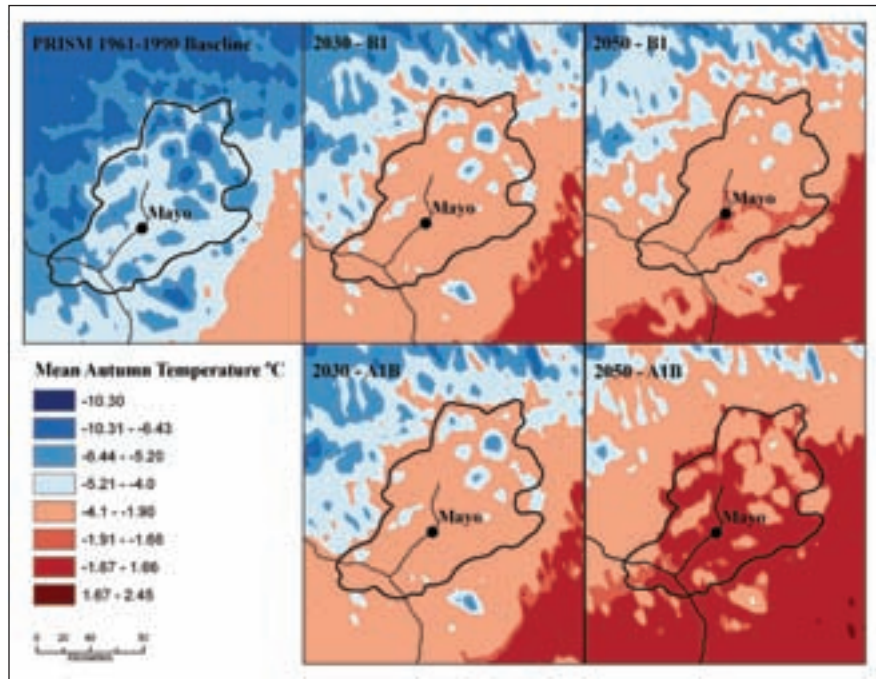 PRISM 1961-1990 Baseline
2030 - B1
2050 - B1
Mayo
Mayo
Mayo
Mean Autumn Temperature °C
-10.30
-10.31 - -6.43
-6.44 - -5.20
-5.21 - -4.0
-4.1 - -1.90
-1.91 - -1.68
-1.67 - 1.66
1.67 - 2.45
0 20 40 80
2030 - A1B
2050 - A1B
Mayo
Mayo